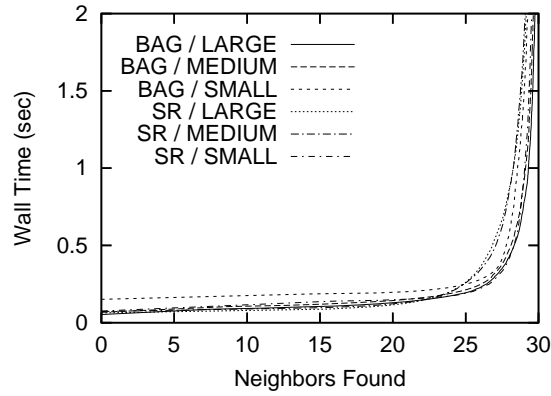 2
BAG / LARGE
BAG / MEDIUM
BAG / SMALL
SR / LARGE
SR / MEDIUM
SR / SMALL
1.5
1
0.5
0
Wall Time (sec)
0 5 10 15 20 25 30
Neighbors Found